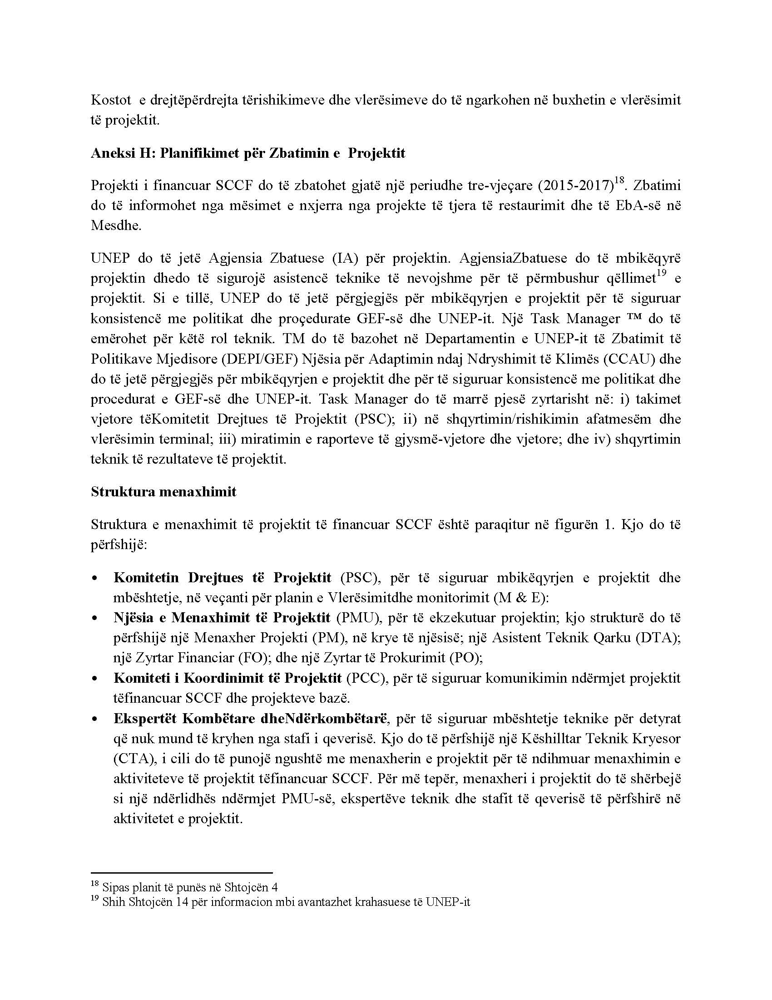 Kostot  e drejtëpërdrejta tërishikimeve dhe vlerësimeve do të ngarkohen në buxhetin e vlerësimit
të projektit.
Aneksi H: Planifikimet për Zbatimin e  Projektit
Projekti i financuar SCCF do të zbatohet gjatë një periudhe tre-vjeçare (2015-2017)18. Zbatimi
do të informohet nga mësimet e nxjerra nga projekte të tjera të restaurimit dhe të EbA-së në
Mesdhe.
UNEP do të jetë Agjensia Zbatuese (IA) për projektin. AgjensiaZbatuese do të mbikëqyrë
projektin dhedo të sigurojë asistencë teknike të nevojshme për të përmbushur qëllimet19 e
projektit. Si e tillë, UNEP do të jetë përgjegjës për mbikëqyrjen e projektit për të siguruar
konsistencë me politikat dhe proçedurate GEF-së dhe UNEP-it. Një Task Manager ™ do të
emërohet për këtë rol teknik. TM do të bazohet në Departamentin e UNEP-it të Zbatimit të
Politikave Mjedisore (DEPI/GEF) Njësia për Adaptimin ndaj Ndryshimit të Klimës (CCAU) dhe
do të jetë përgjegjës për mbikëqyrjen e projektit dhe për të siguruar konsistencë me politikat dhe
procedurat e GEF-së dhe UNEP-it. Task Manager do të marrë pjesë zyrtarisht në: i) takimet
vjetore tëKomitetit Drejtues të Projektit (PSC); ii) në shqyrtimin/rishikimin afatmesëm dhe
vlerësimin terminal; iii) miratimin e raporteve të gjysmë-vjetore dhe vjetore; dhe iv) shqyrtimin
teknik të rezultateve të projektit.
Struktura menaxhimit
Struktura e menaxhimit të projektit të financuar SCCF është paraqitur në figurën 1. Kjo do të
përfshijë:
• Komitetin Drejtues të Projektit (PSC), për të siguruar mbikëqyrjen e projektit dhe
mbështetje, në veçanti për planin e Vlerësimitdhe monitorimit (M & E):
• Njësia e Menaxhimit të Projektit (PMU), për të ekzekutuar projektin; kjo strukturë do të
përfshijë një Menaxher Projekti (PM), në krye të njësisë; një Asistent Teknik Qarku (DTA);
një Zyrtar Financiar (FO); dhe një Zyrtar të Prokurimit (PO);
• Komiteti i Koordinimit të Projektit (PCC), për të siguruar komunikimin ndërmjet projektit
tëfinancuar SCCF dhe projekteve bazë.
• Ekspertët Kombëtare dheNdërkombëtarë, për të siguruar mbështetje teknike për detyrat
që nuk mund të kryhen nga stafi i qeverisë. Kjo do të përfshijë një Këshilltar Teknik Kryesor
(CTA), i cili do të punojë ngushtë me menaxherin e projektit për të ndihmuar menaxhimin e
aktiviteteve të projektit tëfinancuar SCCF. Për më tepër, menaxheri i projektit do të shërbejë
si një ndërlidhës ndërmjet PMU-së, ekspertëve teknik dhe stafit të qeverisë të përfshirë në
aktivitetet e projektit.
18 Sipas planit të punës në Shtojcën 4
19 Shih Shtojcën 14 për informacion mbi avantazhet krahasuese të UNEP-it